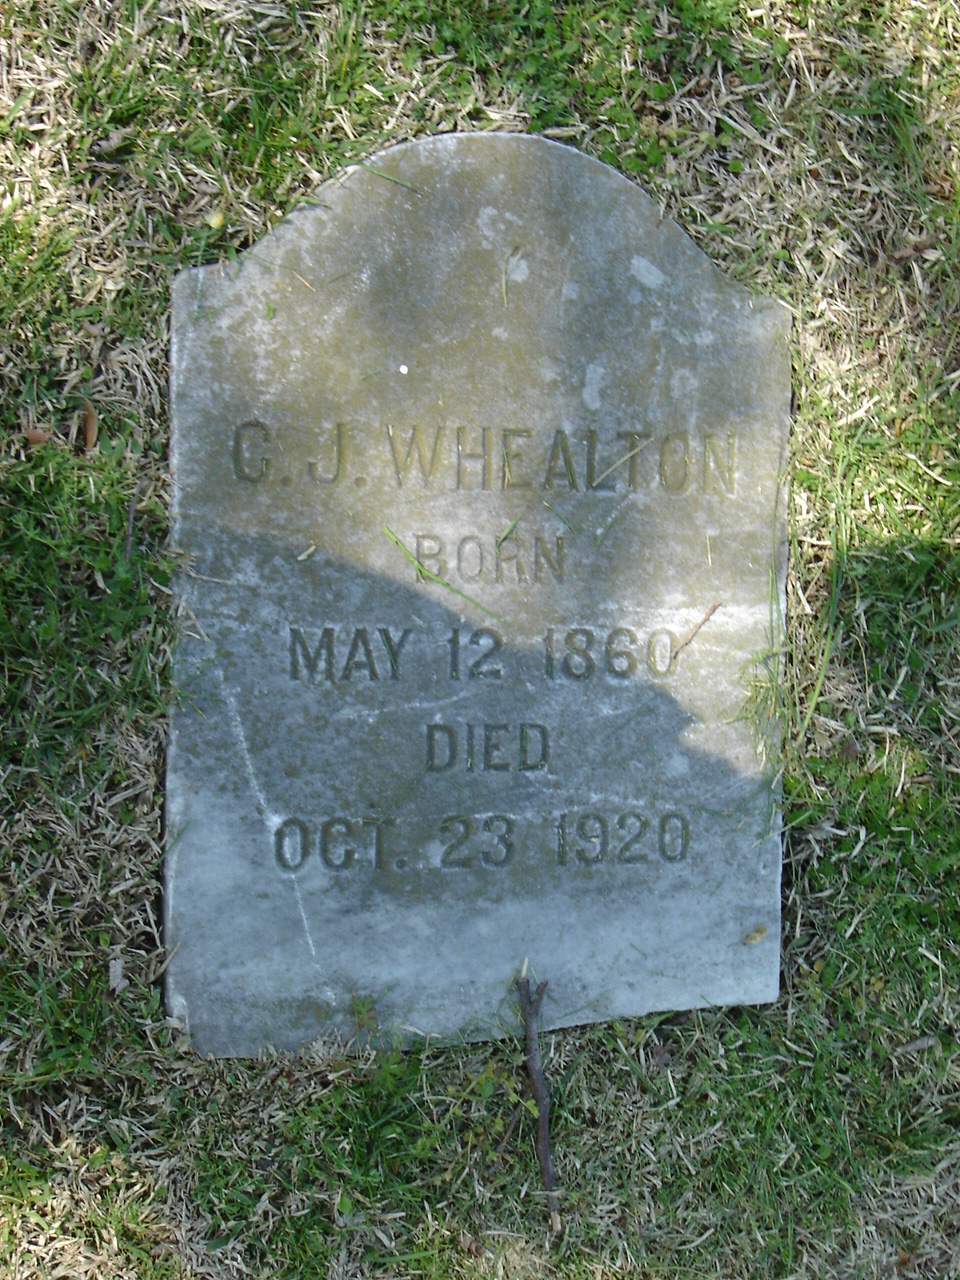 C. J. WHEALTON
BORN
MAY 12 1860
DIED
OCT. 23 1920